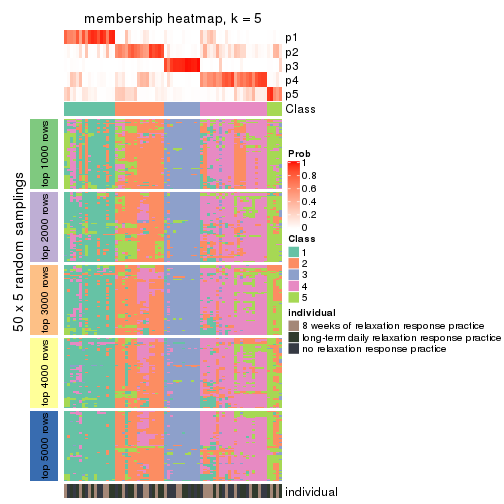 membership heatmap, k = 5
p1
p2
p3
p4
p5
Class
50 x 5 random samplings
top 1000 rows
top 2000 rows
top 3000 rows
top 4000 rows
top 5000 rows
individual
Prob
1
0.8
0.6
0.4
0.2
0
Class
1
2
3
4
5
individual
8 weeks of relaxation response practice
long-term daily relaxation response practice
no relaxation response practice